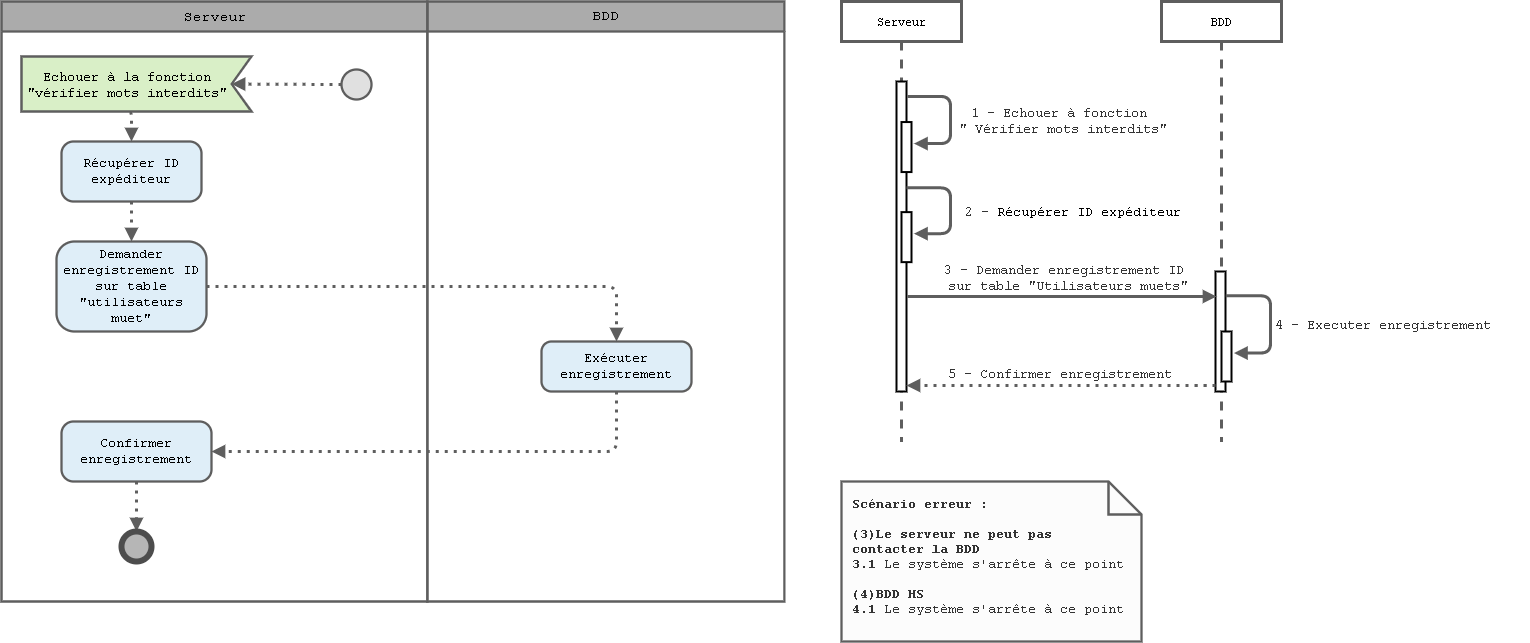 Serveur
BDD
Echouer à la fonction
"vérifier mots interdits"
Récupérer ID
expéditeur
Demander
enregistrement ID
sur table
"utilisateurs
muet"
Exécuter
enregistrement
Confirmer
enregistrement
Serveur
BDD
1 - Echouer à fonction
" Vérifier mots interdits"
2 - Récupérer ID expéditeur
3 - Demander enregistrement ID
sur table "Utilisateurs muets"
4 - Executer enregistrement
5 - Confirmer enregistrement
Scénario erreur :
(3)Le serveur ne peut pas
contacter la BDD
3.1 Le système s'arrête à ce point
(4)BDD HS
4.1 Le système s'arrête à ce point